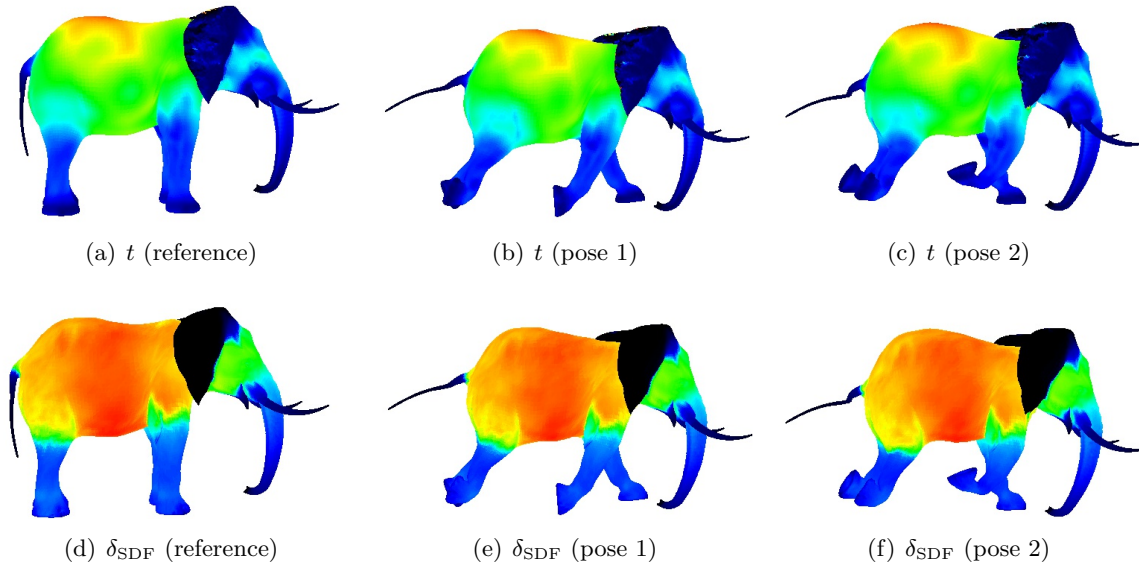 (a) t (reference)
(b) t (pose 1)
(c) t (pose 2)
(d) δSDF (reference)
(e) δSDF (pose 1)
(f) δSDF (pose 2)